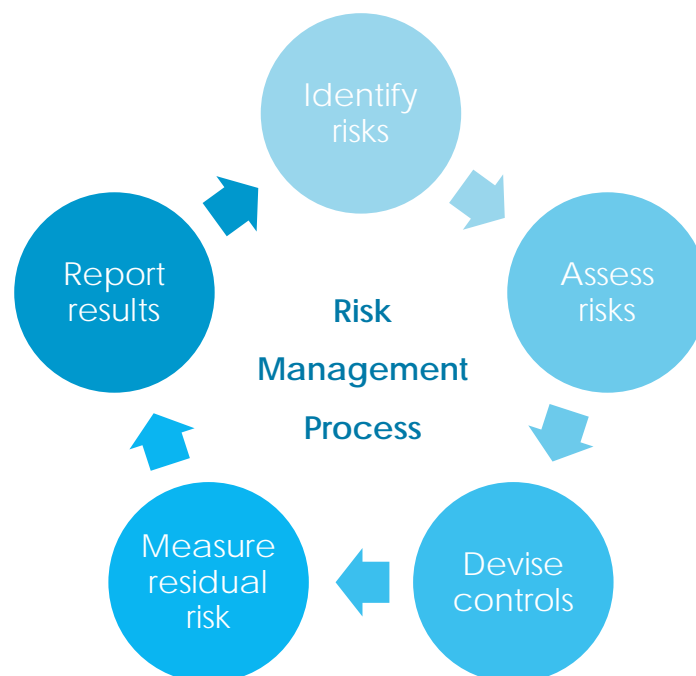 Identify
risks
Assess
risks
Devise
controls
Measure
residual
risk
Report
results
Risk
Management
Process